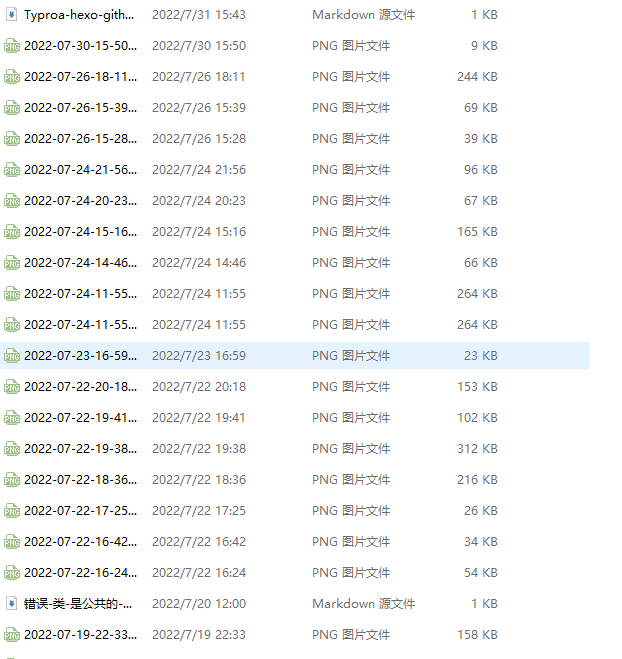 Typroa-hexo-gith... 2022/7/31 15:43 Markdown 源文件 1 KB
2022-07-30-15-50... 2022/7/30 15:50 PNG 图片文件 9 KB
2022-07-26-18-11... 2022/7/26 18:11 PNG 图片文件 244 KB
2022-07-26-15-39... 2022/7/26 15:39 PNG 图片文件 69 KB
2022-07-26-15-28... 2022/7/26 15:28 PNG 图片文件 39 KB
2022-07-24-21-56... 2022/7/24 21:56 PNG 图片文件 96 KB
2022-07-24-20-23... 2022/7/24 20:23 PNG 图片文件 67 KB
2022-07-24-15-16... 2022/7/24 15:16 PNG 图片文件 165 KB
2022-07-24-14-46... 2022/7/24 14:46 PNG 图片文件 66 KB
2022-07-24-11-55... 2022/7/24 11:55 PNG 图片文件 264 KB
2022-07-24-11-55... 2022/7/24 11:55 PNG 图片文件 264 KB
2022-07-23-16-59... 2022/7/23 16:59 PNG 图片文件 23 KB
2022-07-22-20-18... 2022/7/22 20:18 PNG 图片文件 153 KB
2022-07-22-19-41... 2022/7/22 19:41 PNG 图片文件 102 KB
2022-07-22-19-38... 2022/7/22 19:38 PNG 图片文件 312 KB
2022-07-22-18-36... 2022/7/22 18:36 PNG 图片文件 216 KB
2022-07-22-17-25... 2022/7/22 17:25 PNG 图片文件 26 KB
2022-07-22-16-42... 2022/7/22 16:42 PNG 图片文件 34 KB
2022-07-22-16-24... 2022/7/22 16:24 PNG 图片文件 54 KB
错误-类-是公共的-... 2022/7/20 12:00 Markdown 源文件 1 KB
2022-07-19-22-33... 2022/7/19 22:33 PNG 图片文件 158 KB